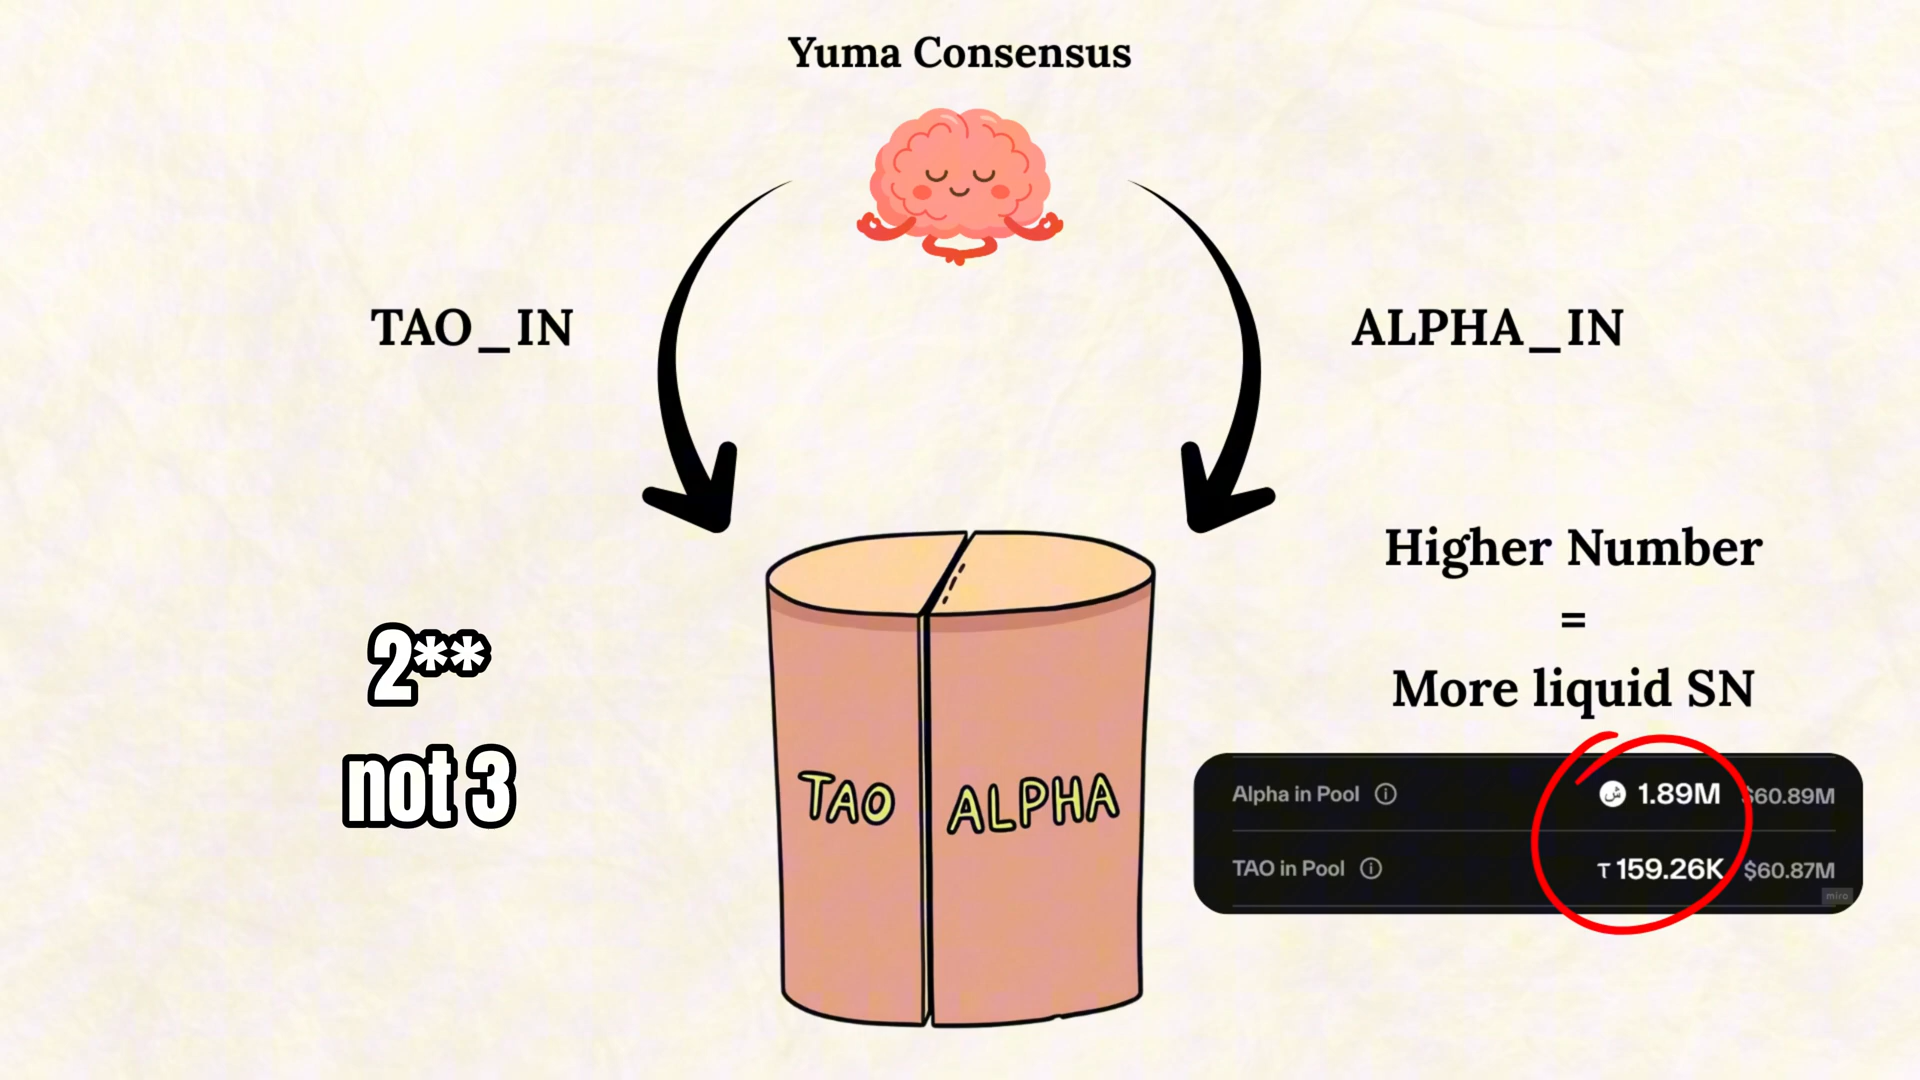 Yuma Consensus
TAO_IN
ALPHA_IN
Higher Number
=
More liquid SN
2**
not 3
TAO
ALPHA
Alpha in Pool 1.89M $60.89M
TAO in Pool τ 159.26K $60.87M
miro